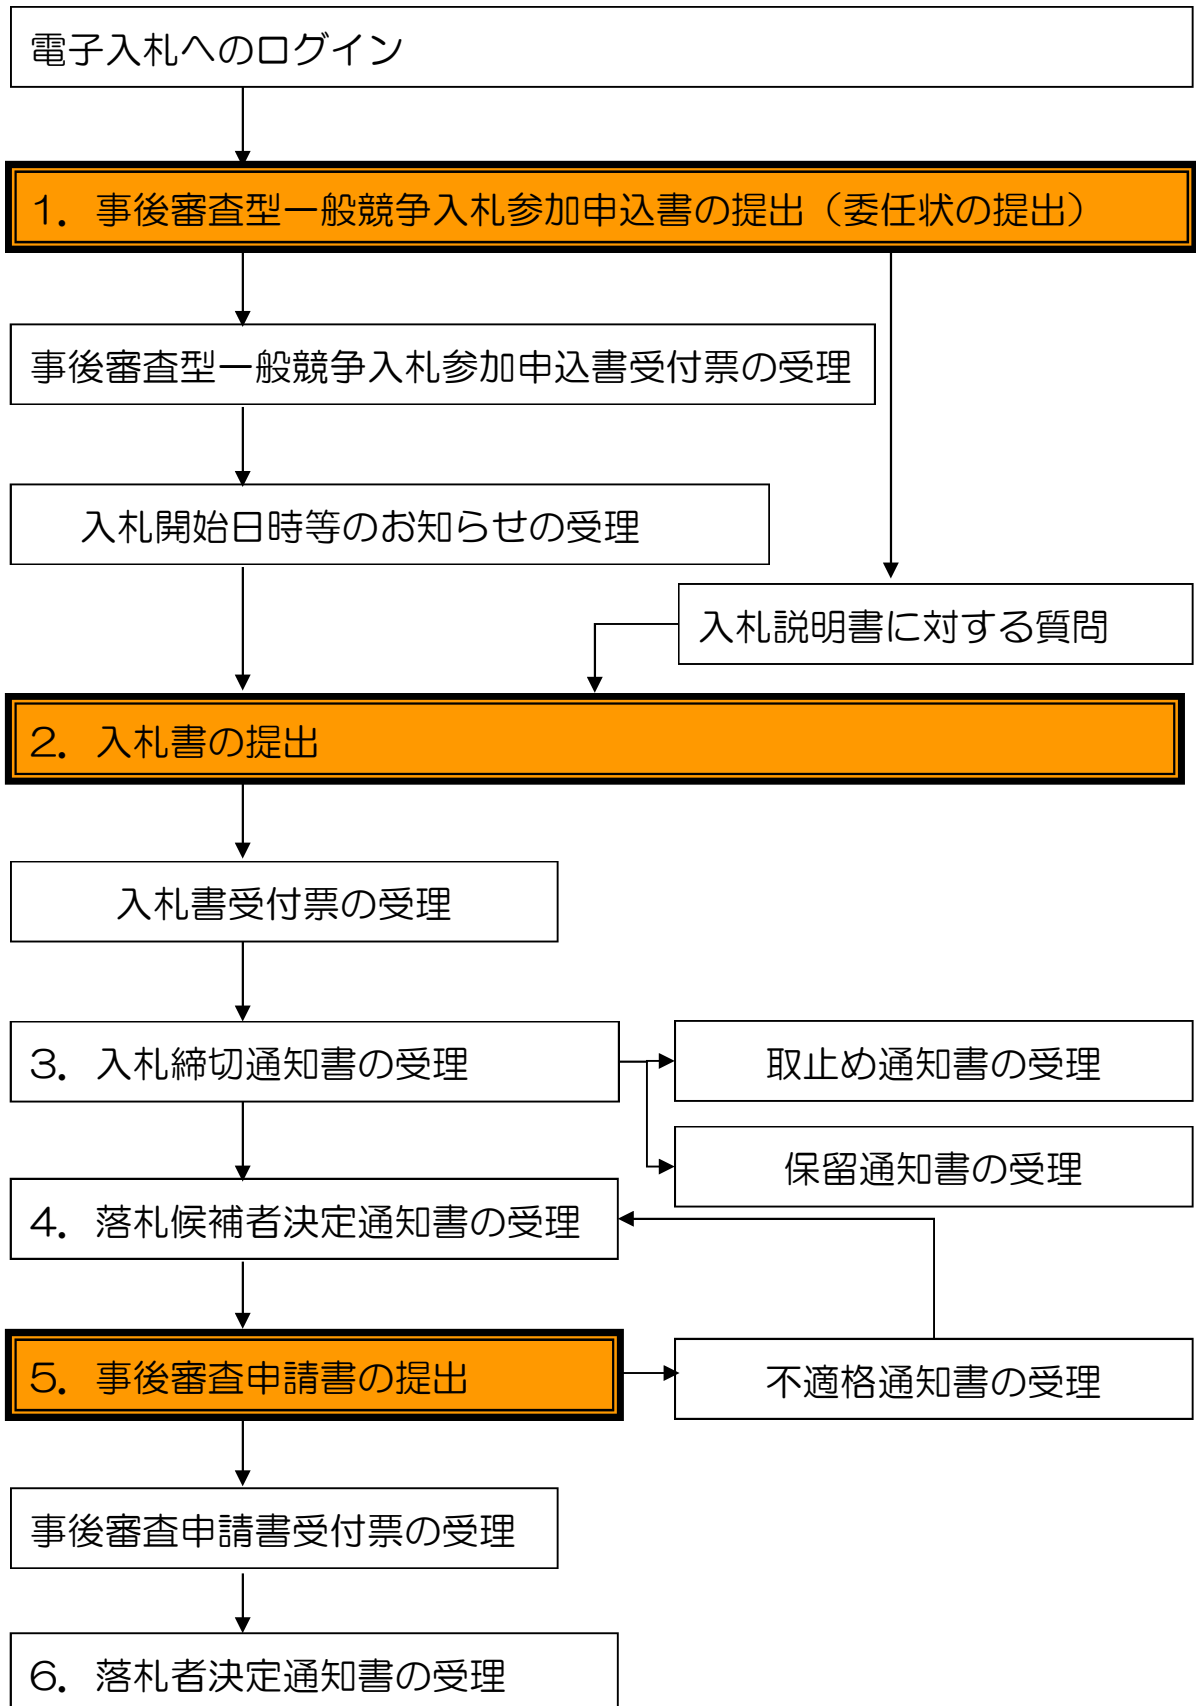 電子入札へのログイン
1．事後審査型一般競争入札参加申込書の提出（委任状の提出）
事後審査型一般競争入札参加申込書受付票の受理
入札開始日時等のお知らせの受理
入札説明書に対する質問
2．入札書の提出
入札書受付票の受理
3．入札締切通知書の受理
取止め通知書の受理
保留通知書の受理
4．落札候補者決定通知書の受理
5．事後審査申請書の提出
不適格通知書の受理
事後審査申請書受付票の受理
6．落札者決定通知書の受理